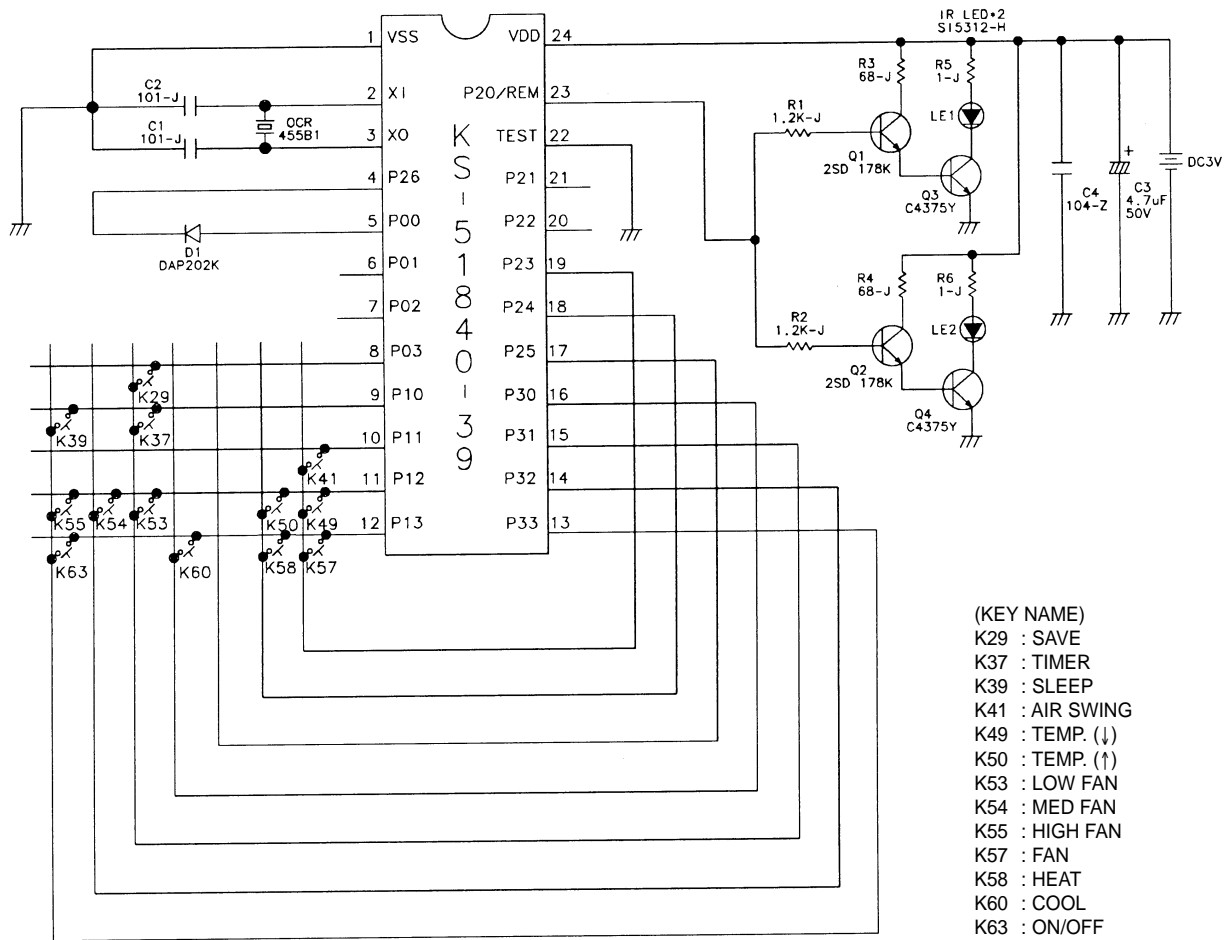 IR LED*2
SI5312-H
1 VSS VDD 24
C2
101-J
2 XI P20/REM 23
OCR
455B1
C1
101-J
3 XO TEST 22
4 P26 P21 21
5 P00 P22 20
D1
DAP202K
6 P01 P23 19
7 P02 P24 18
8 P03 P25 17
9 P10 P30 16
10 P11 P31 15
11 P12 P32 14
12 P13 P33 13
KS-51840-39
R1
1.2K-J
R3
68-J
R5
1-J
LE1
Q1
2SD 178K
Q3
C4375Y
R2
1.2K-J
R4
68-J
R6
1-J
LE2
Q2
2SD 178K
Q4
C4375Y
C4
104-Z
+
C3
4.7uF
50V
DC3V
K29
K39 K37
K41
K55 K54 K53 K50 K49
K63 K60 K58 K57
(KEY NAME)
K29 : SAVE
K37 : TIMER
K39 : SLEEP
K41 : AIR SWING
K49 : TEMP. (↓)
K50 : TEMP. (↑)
K53 : LOW FAN
K54 : MED FAN
K55 : HIGH FAN
K57 : FAN
K58 : HEAT
K60 : COOL
K63 : ON/OFF